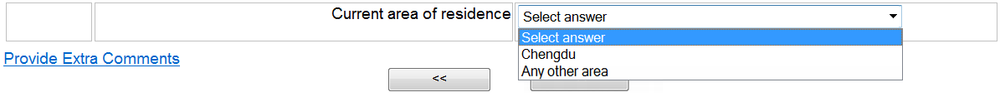 Current area of residence
Select answer
Select answer
Chengdu
Any other area
Provide Extra Comments
<<